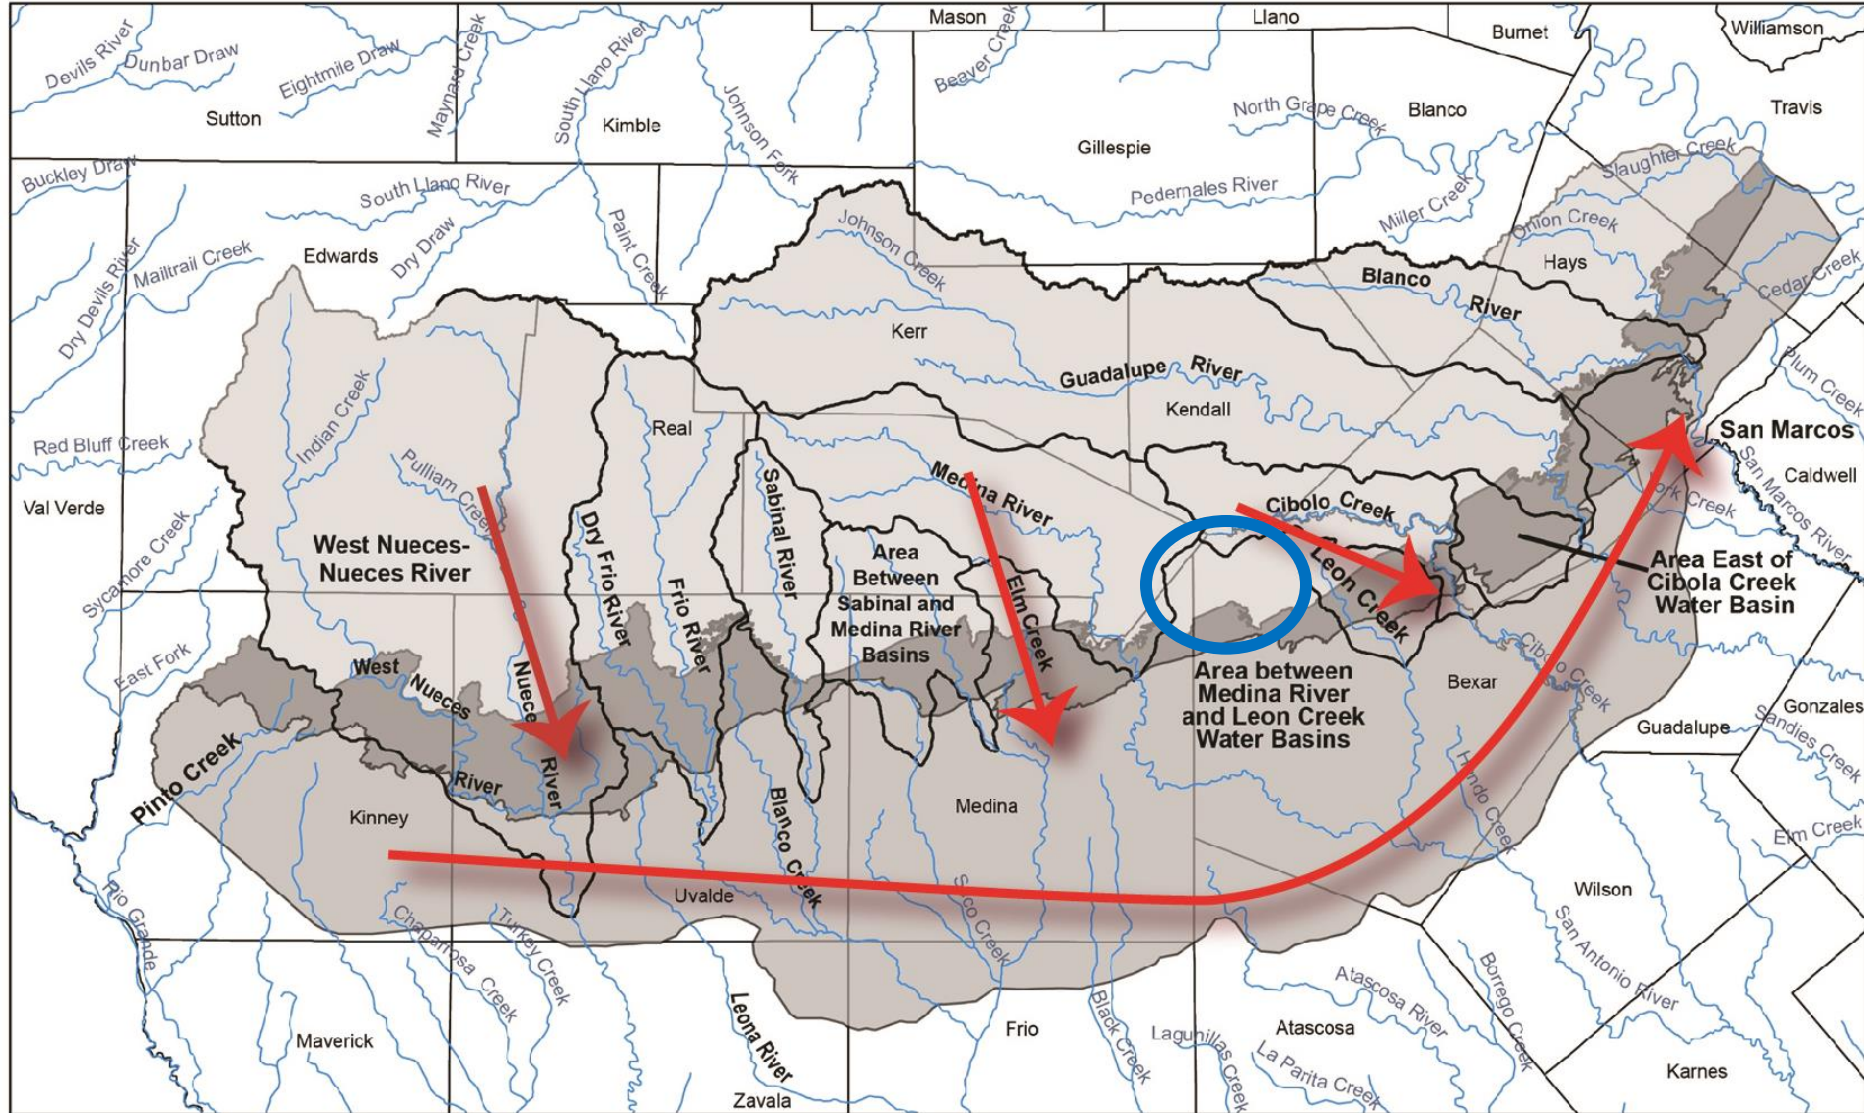 Mason
Llano
Burnet
Williamson
Devils River
Dunbar Draw
Eightmile Draw
Maynard Creek
South Llano River
Beaver Creek
Sutton
Kimble
Johnson Fork
North Grape Creek
Blanco
Travis
Gillespie
Slaughter Creek
Buckley Draw
South Llano River
Pedernales River
Miller Creek
Onion Creek
Paint Creek
Johnson Creek
Edwards
Dry Draw
Mailtrail Creek
Dry Devils River
Hays
Cedar Creek
Blanco
River
Kerr
Guadalupe River
Plum Creek
Kendall
Indian Creek
Real
San Marcos
Red Bluff Creek
Pulliam Creek
Caldwell
Val Verde
Sabinal River
Medina River
Cibolo Creek
San Marcos River
York Creek
Sycamore Creek
West Nueces-
Nueces River
Dry Frio River
Frio River
Area
Between
Sabinal and
Medina River
Basins
Elm Creek
Leon Creek
Area East of
Cibola Creek
Water Basin
East Fork
West
Nueces
River
Nuece
River
Cibolo Creek
Area between
Medina River
and Leon Creek
Water Basins
Bexar
Gonzales
Guadalupe
Sandies Creek
Pinto Creek
Kinney
Blanco Creek
Medina
Hondo Creek
Elm Creek
Uvalde
Wilson
Rio Grande
Chaparrosa Creek
Turkey Creek
Seco Creek
San Antonio River
Atascosa River
Borrego Creek
Leona River
Black Creek
Maverick
Frio
Lagunillas Creek
Atascosa
La Parita Creek
Karnes
Zavala